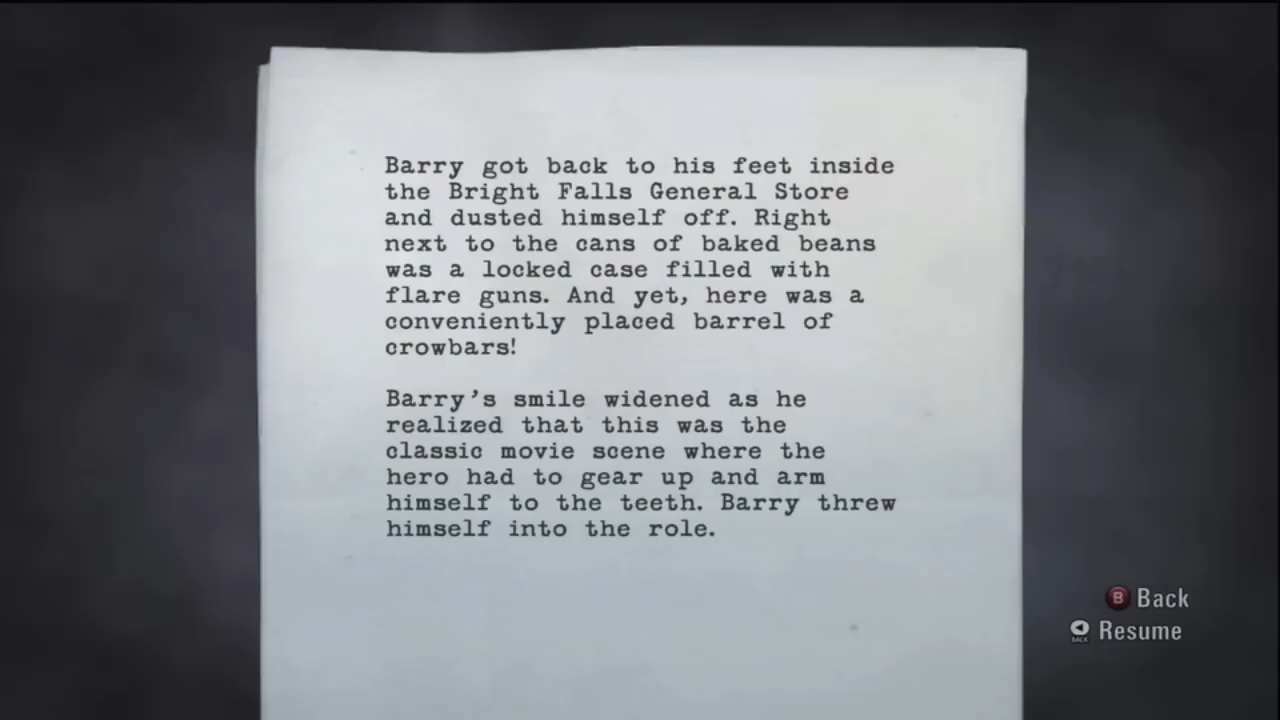 Barry got back to his feet inside
the Bright Falls General Store
and dusted himself off. Right
next to the cans of baked beans
was a locked case filled with
flare guns. And yet, here was a
conveniently placed barrel of
crowbars!
Barry's smile widened as he
realized that this was the
classic movie scene where the
hero had to gear up and arm
himself to the teeth. Barry threw
himself into the role.
B Back
BACK Resume